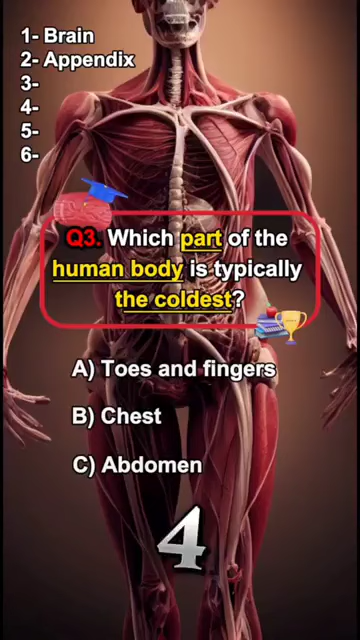 1- Brain
2- Appendix
3-
4-
5-
6-
Q3. Which part of the
human body is typically
the coldest?
A) Toes and fingers
B) Chest
C) Abdomen
4